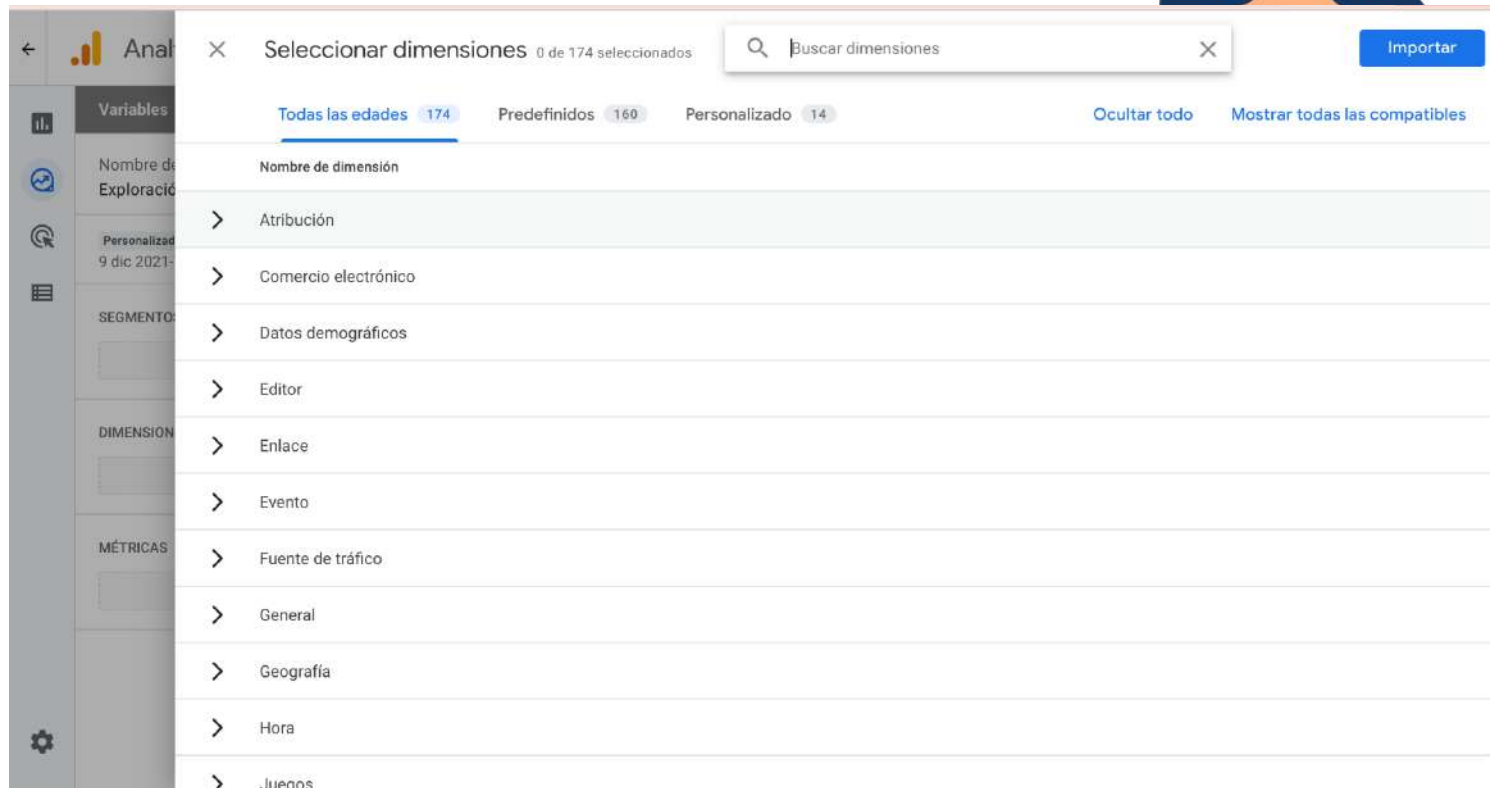 Anal
Seleccionar dimensiones 0 de 174 seleccionados
Buscar dimensiones
Importar
Variables
Todas las edades 174
Predefinidos 160
Personalizado 14
Ocultar todo
Mostrar todas las compatibles
Nombre de
Exploració
Nombre de dimensión
Atribución
Personalizad
9 dic 2021-
Comercio electrónico
SEGMENTOS
Datos demográficos
Editor
DIMENSION
Enlace
Evento
MÉTRICAS
Fuente de tráfico
General
Geografía
Hora
Juegos